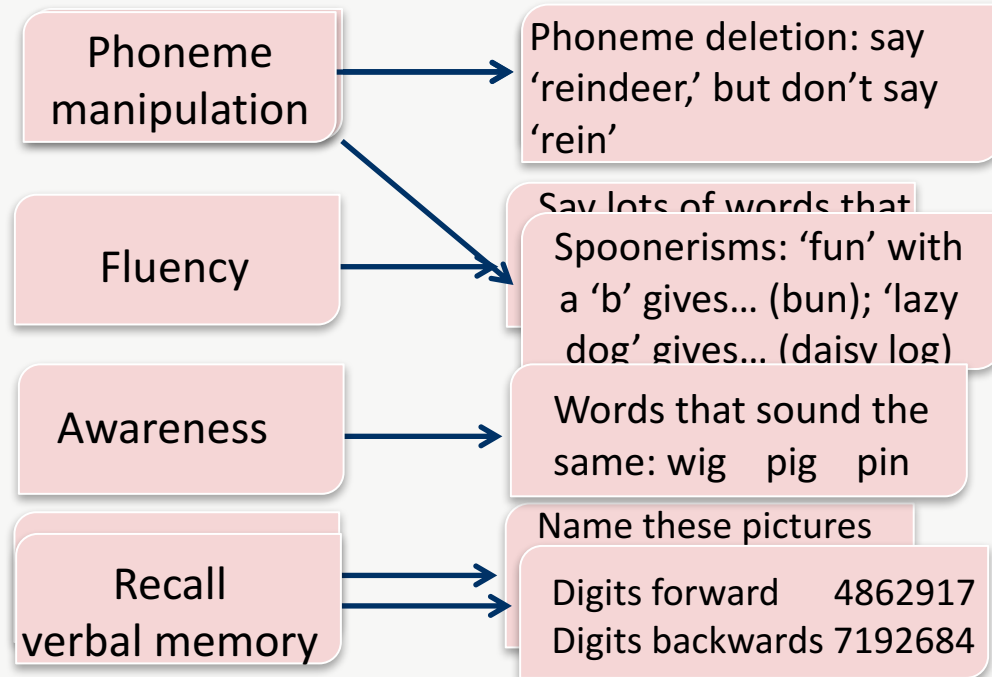 Phoneme
manipulation
Phoneme deletion: say
‘reindeer,’ but don’t say
‘rein’
Fluency
Say lots of words that
Spoonerisms: ‘fun’ with
a ‘b’ gives... (bun); ‘lazy
dog’ gives... (daisy log)
Awareness
Words that sound the
same: wig pig pin
Recall
verbal memory
Name these pictures
Digits forward 4862917
Digits backwards 7192684